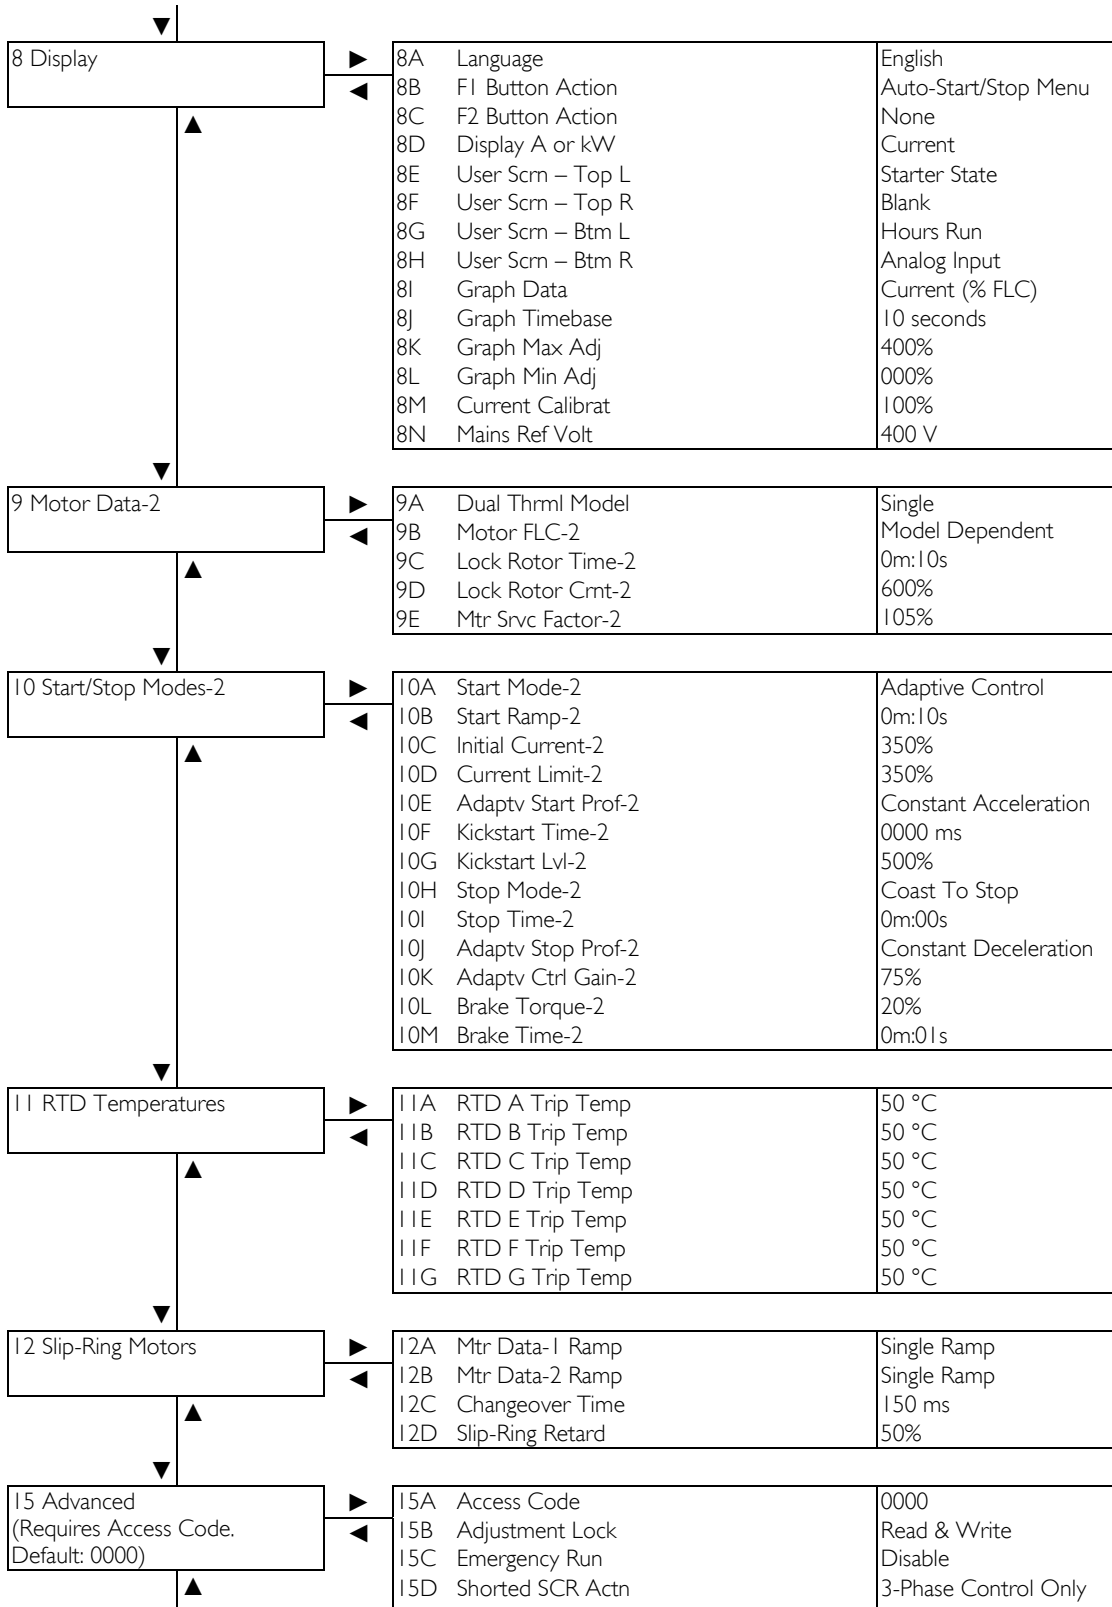 8 Display
8A Language English
8B F1 Button Action Auto-Start/Stop Menu
8C F2 Button Action None
8D Display A or kW Current
8E User Scrn – Top L Starter State
8F User Scrn – Top R Blank
8G User Scrn – Btm L Hours Run
8H User Scrn – Btm R Analog Input
8I Graph Data Current (% FLC)
8J Graph Timebase 10 seconds
8K Graph Max Adj 400%
8L Graph Min Adj 000%
8M Current Calibrat 100%
8N Mains Ref Volt 400 V
9 Motor Data-2
9A Dual Thrml Model Single
9B Motor FLC-2 Model Dependent
9C Lock Rotor Time-2 0m:10s
9D Lock Rotor Crnt-2 600%
9E Mtr Srvc Factor-2 105%
10 Start/Stop Modes-2
10A Start Mode-2 Adaptive Control
10B Start Ramp-2 0m:10s
10C Initial Current-2 350%
10D Current Limit-2 350%
10E Adaptv Start Prof-2 Constant Acceleration
10F Kickstart Time-2 0000 ms
10G Kickstart Lvl-2 500%
10H Stop Mode-2 Coast To Stop
10I Stop Time-2 0m:00s
10J Adaptv Stop Prof-2 Constant Deceleration
10K Adaptv Ctrl Gain-2 75%
10L Brake Torque-2 20%
10M Brake Time-2 0m:01s
11 RTD Temperatures
11A RTD A Trip Temp 50 °C
11B RTD B Trip Temp 50 °C
11C RTD C Trip Temp 50 °C
11D RTD D Trip Temp 50 °C
11E RTD E Trip Temp 50 °C
11F RTD F Trip Temp 50 °C
11G RTD G Trip Temp 50 °C
12 Slip-Ring Motors
12A Mtr Data-1 Ramp Single Ramp
12B Mtr Data-2 Ramp Single Ramp
12C Changeover Time 150 ms
12D Slip-Ring Retard 50%
15 Advanced
(Requires Access Code.
Default: 0000)
15A Access Code 0000
15B Adjustment Lock Read & Write
15C Emergency Run Disable
15D Shorted SCR Actn 3-Phase Control Only